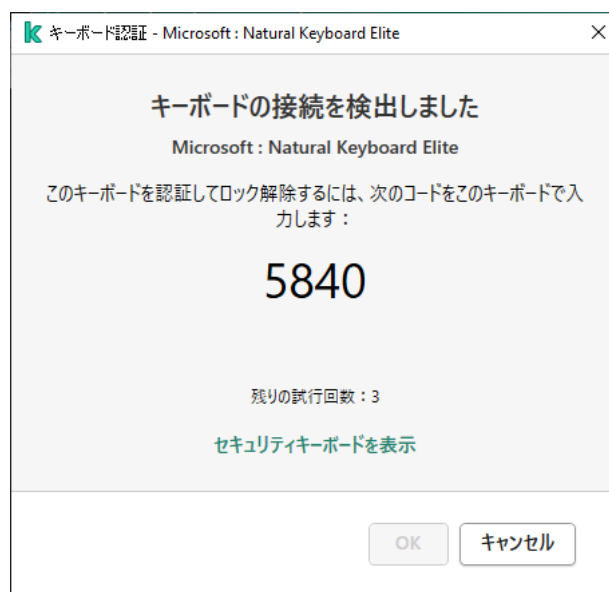 キーボード認証 - Microsoft : Natural Keyboard Elite
キーボードの接続を検出しました
Microsoft : Natural Keyboard Elite
このキーボードを認証してロック解除するには、次のコードをこのキーボードで入
力します：
5840
残りの試行回数：3
セキュリティキーボードを表示
OK
キャンセル